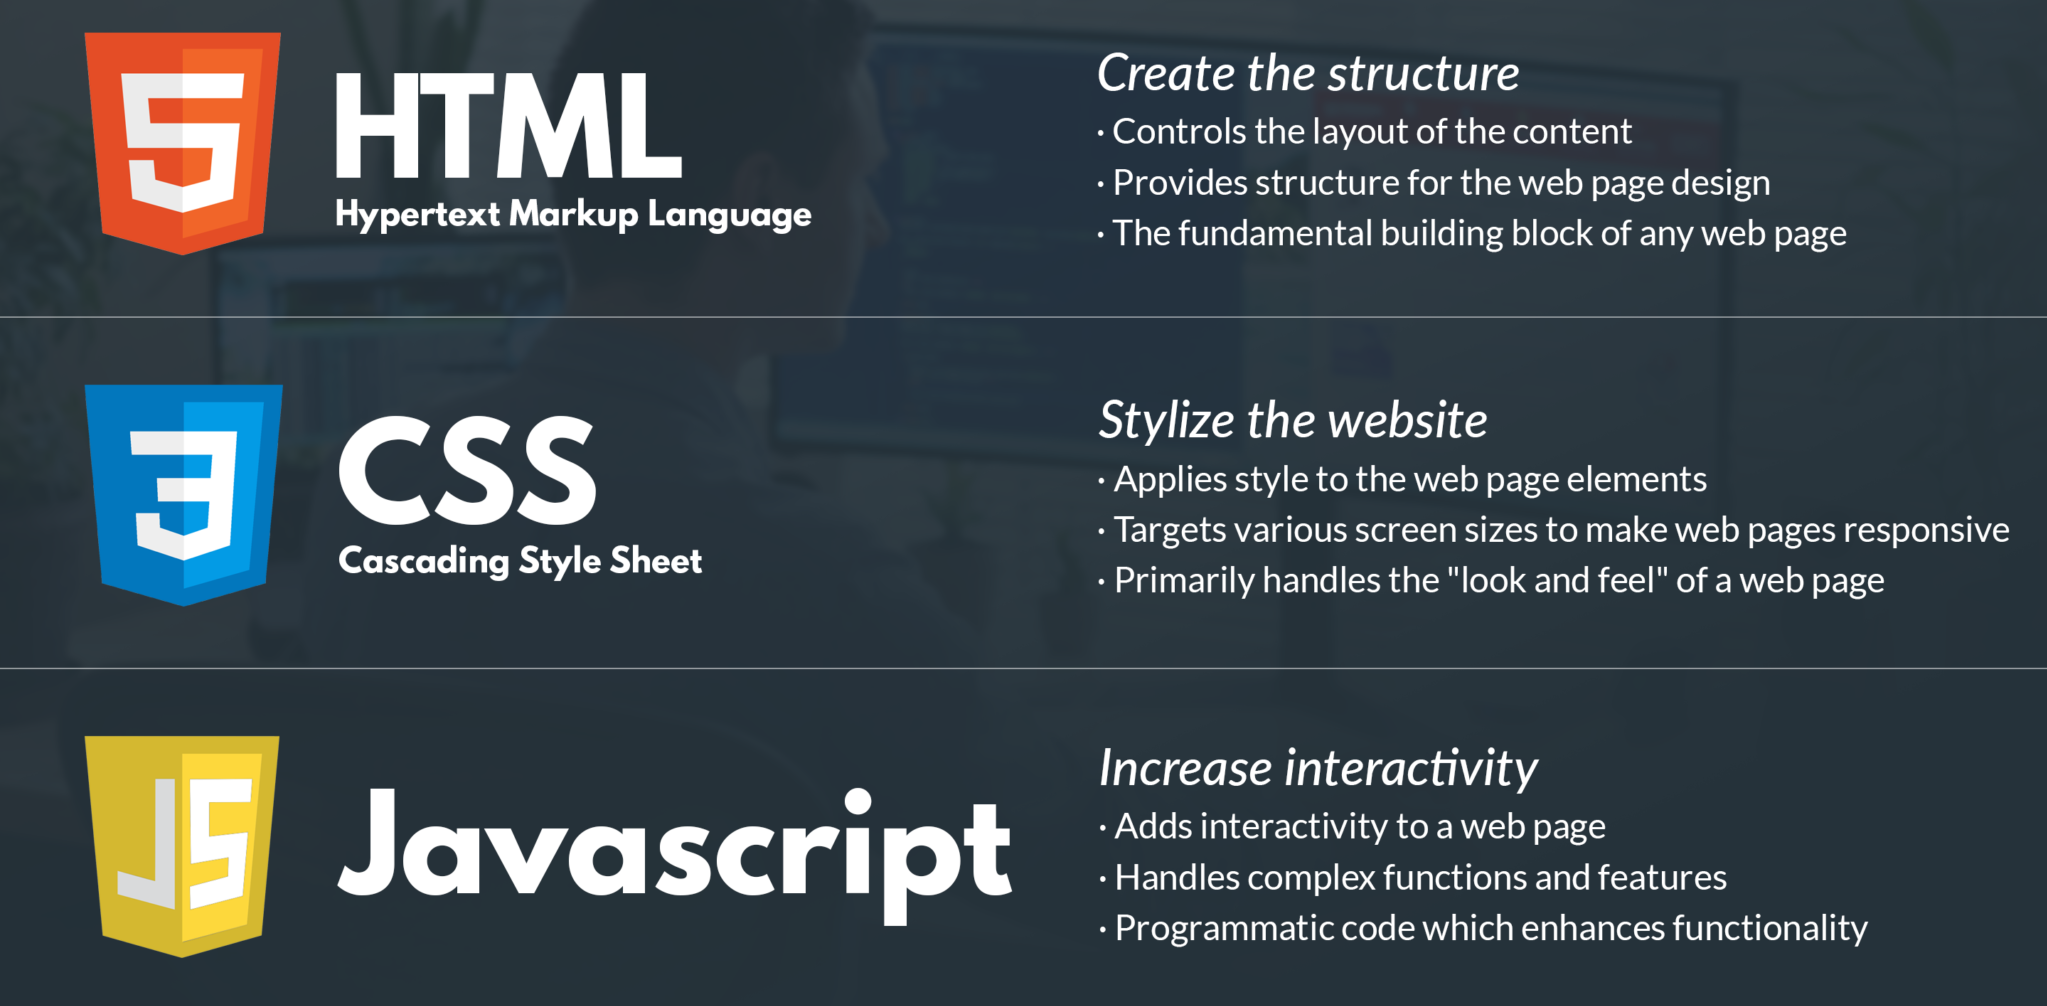 HTML
Hypertext Markup Language
Create the structure
· Controls the layout of the content
· Provides structure for the web page design
· The fundamental building block of any web page
CSS
Cascading Style Sheet
Stylize the website
· Applies style to the web page elements
· Targets various screen sizes to make web pages responsive
· Primarily handles the "look and feel" of a web page
JS
Javascript
Increase interactivity
· Adds interactivity to a web page
· Handles complex functions and features
· Programmatic code which enhances functionality